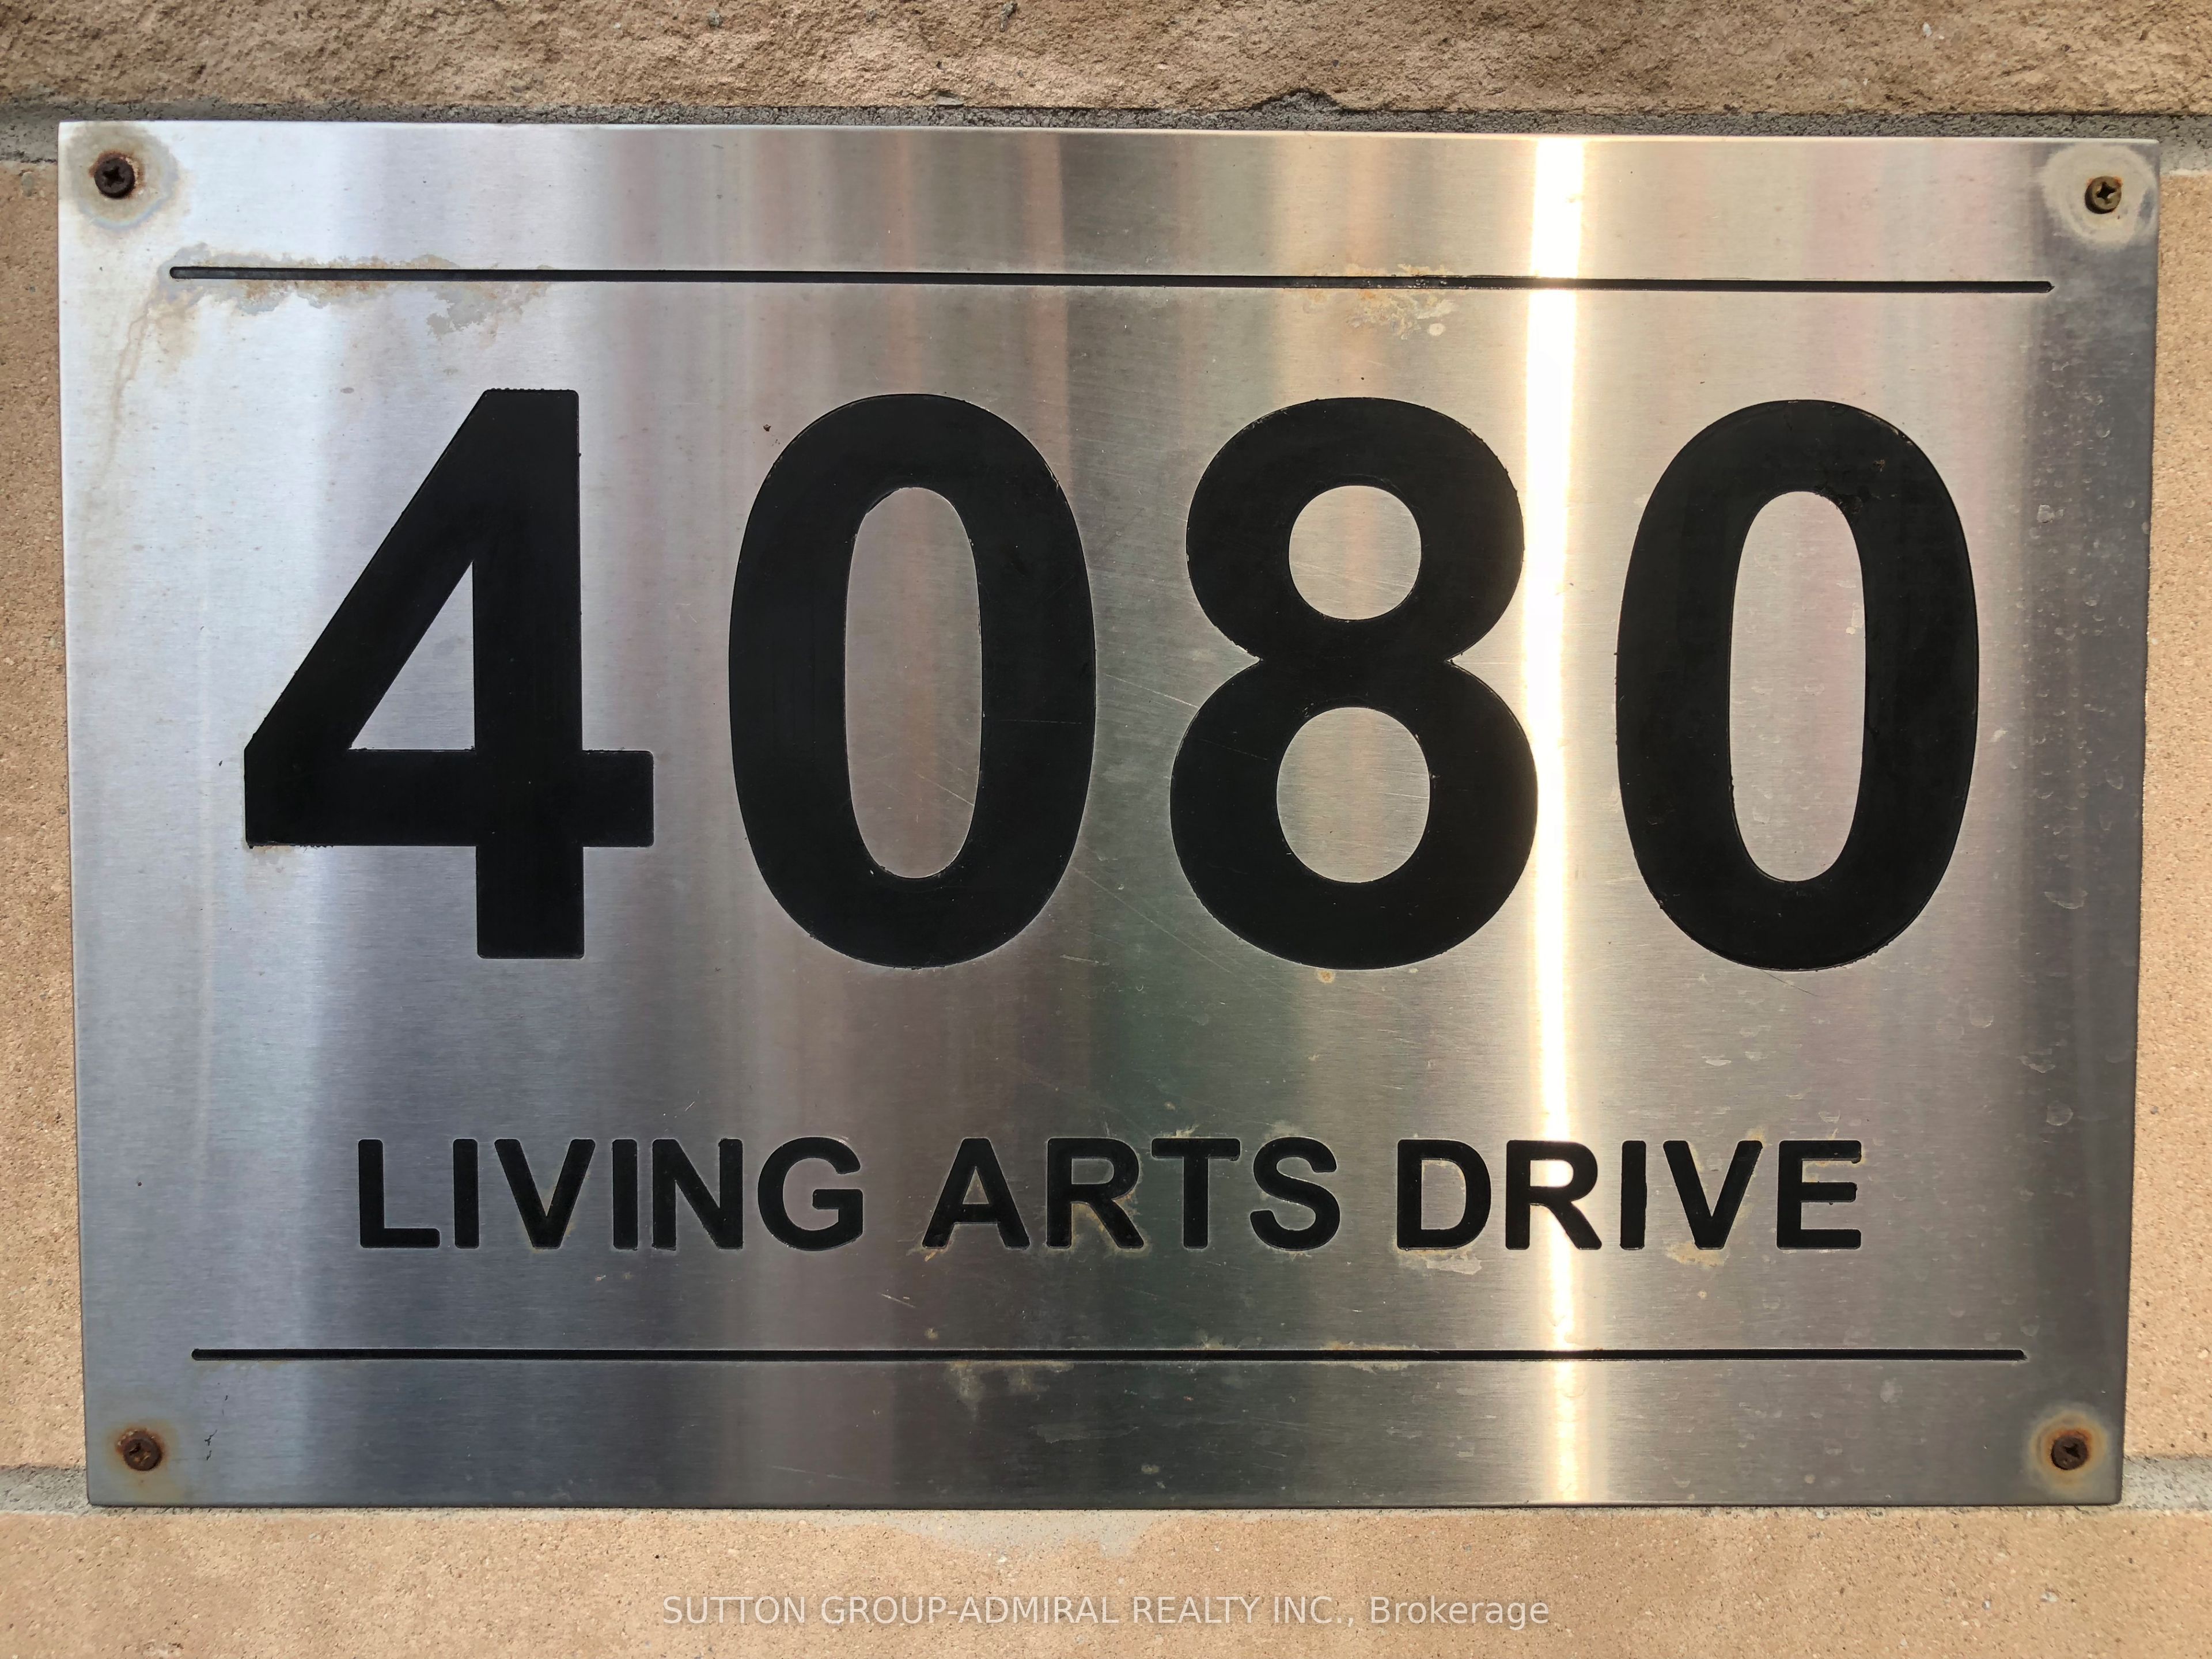 4080
LIVING ARTS DRIVE
SUTTON GROUP-ADMIRAL REALTY INC., Brokerage